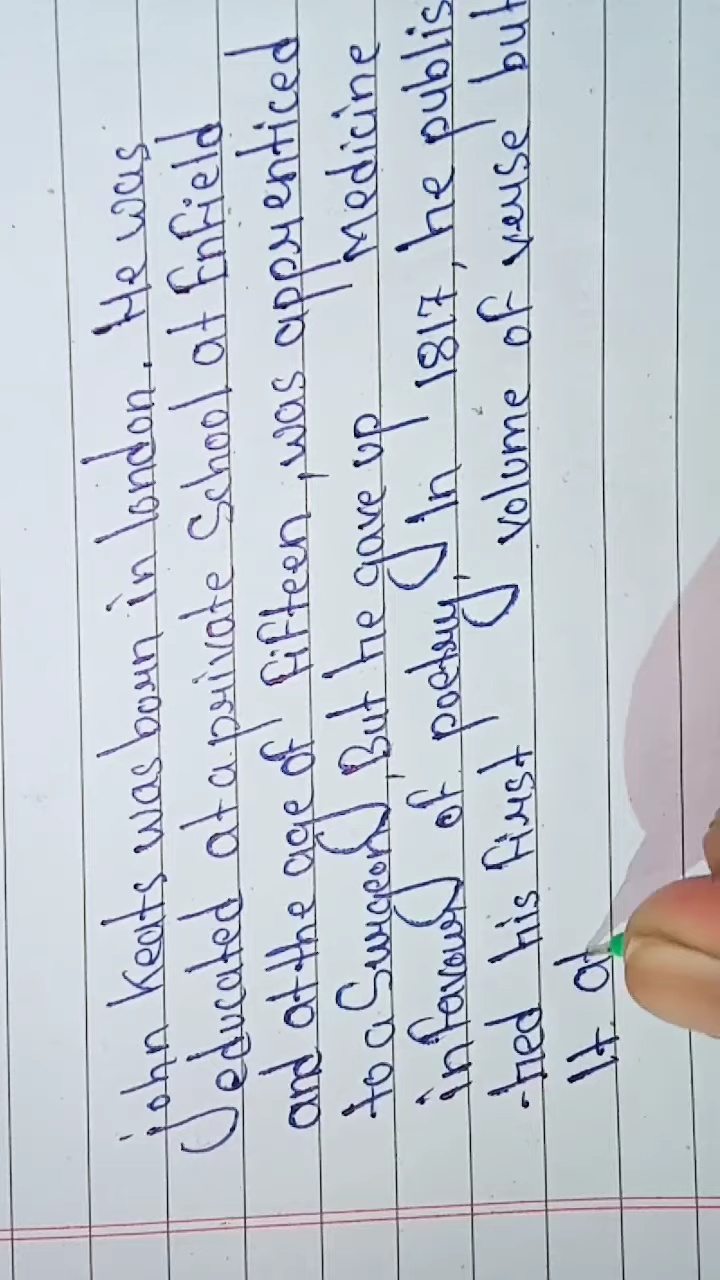 john Keats was born in london. He was
educated at a private School at Enfield
and at the age of fifteen, was apprenticed
to a Surgeon. But he gave up Medicine
in favour of poetry. In 1817, he publis
-hed his first volume of verse but
It at